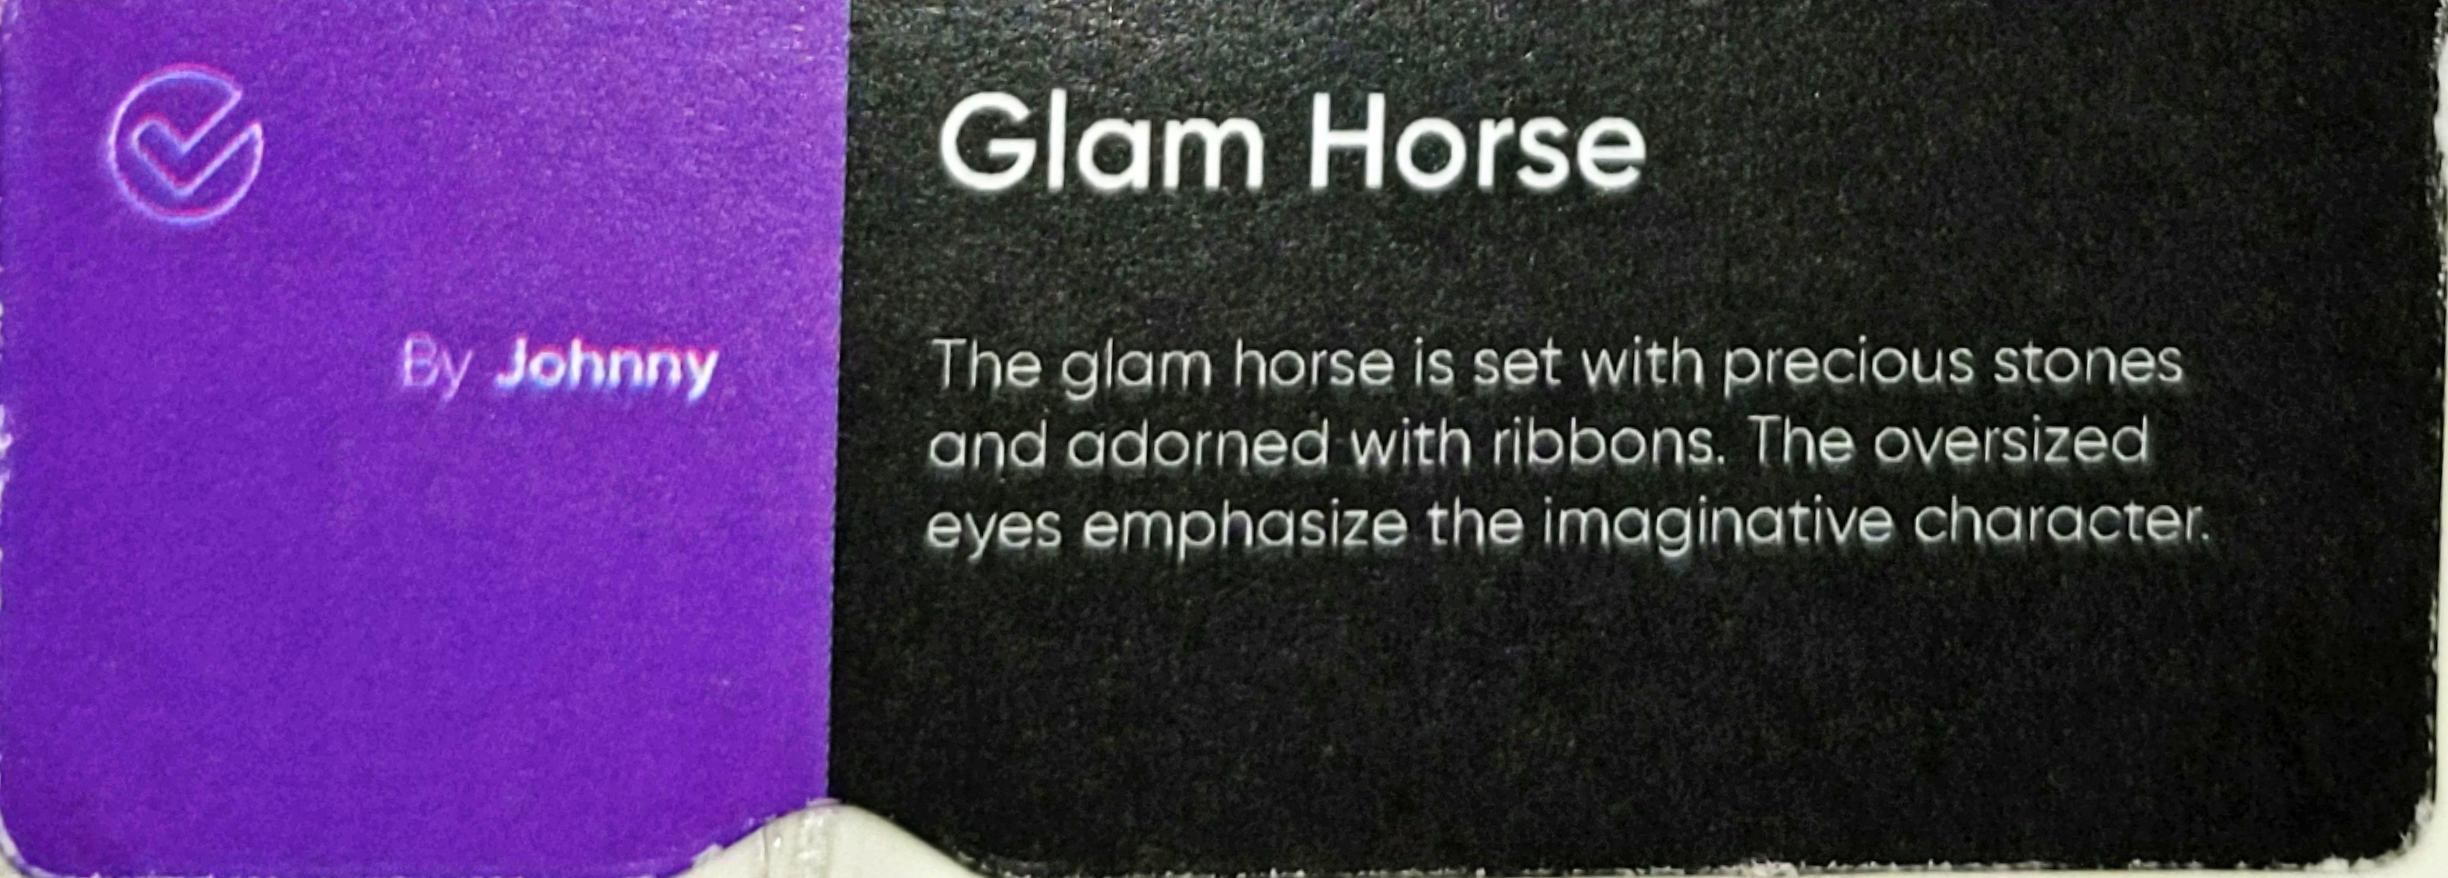 By Johnny
Glam Horse
The glam horse is set with precious stones
and adorned with ribbons. The oversized
eyes emphasize the imaginative character.